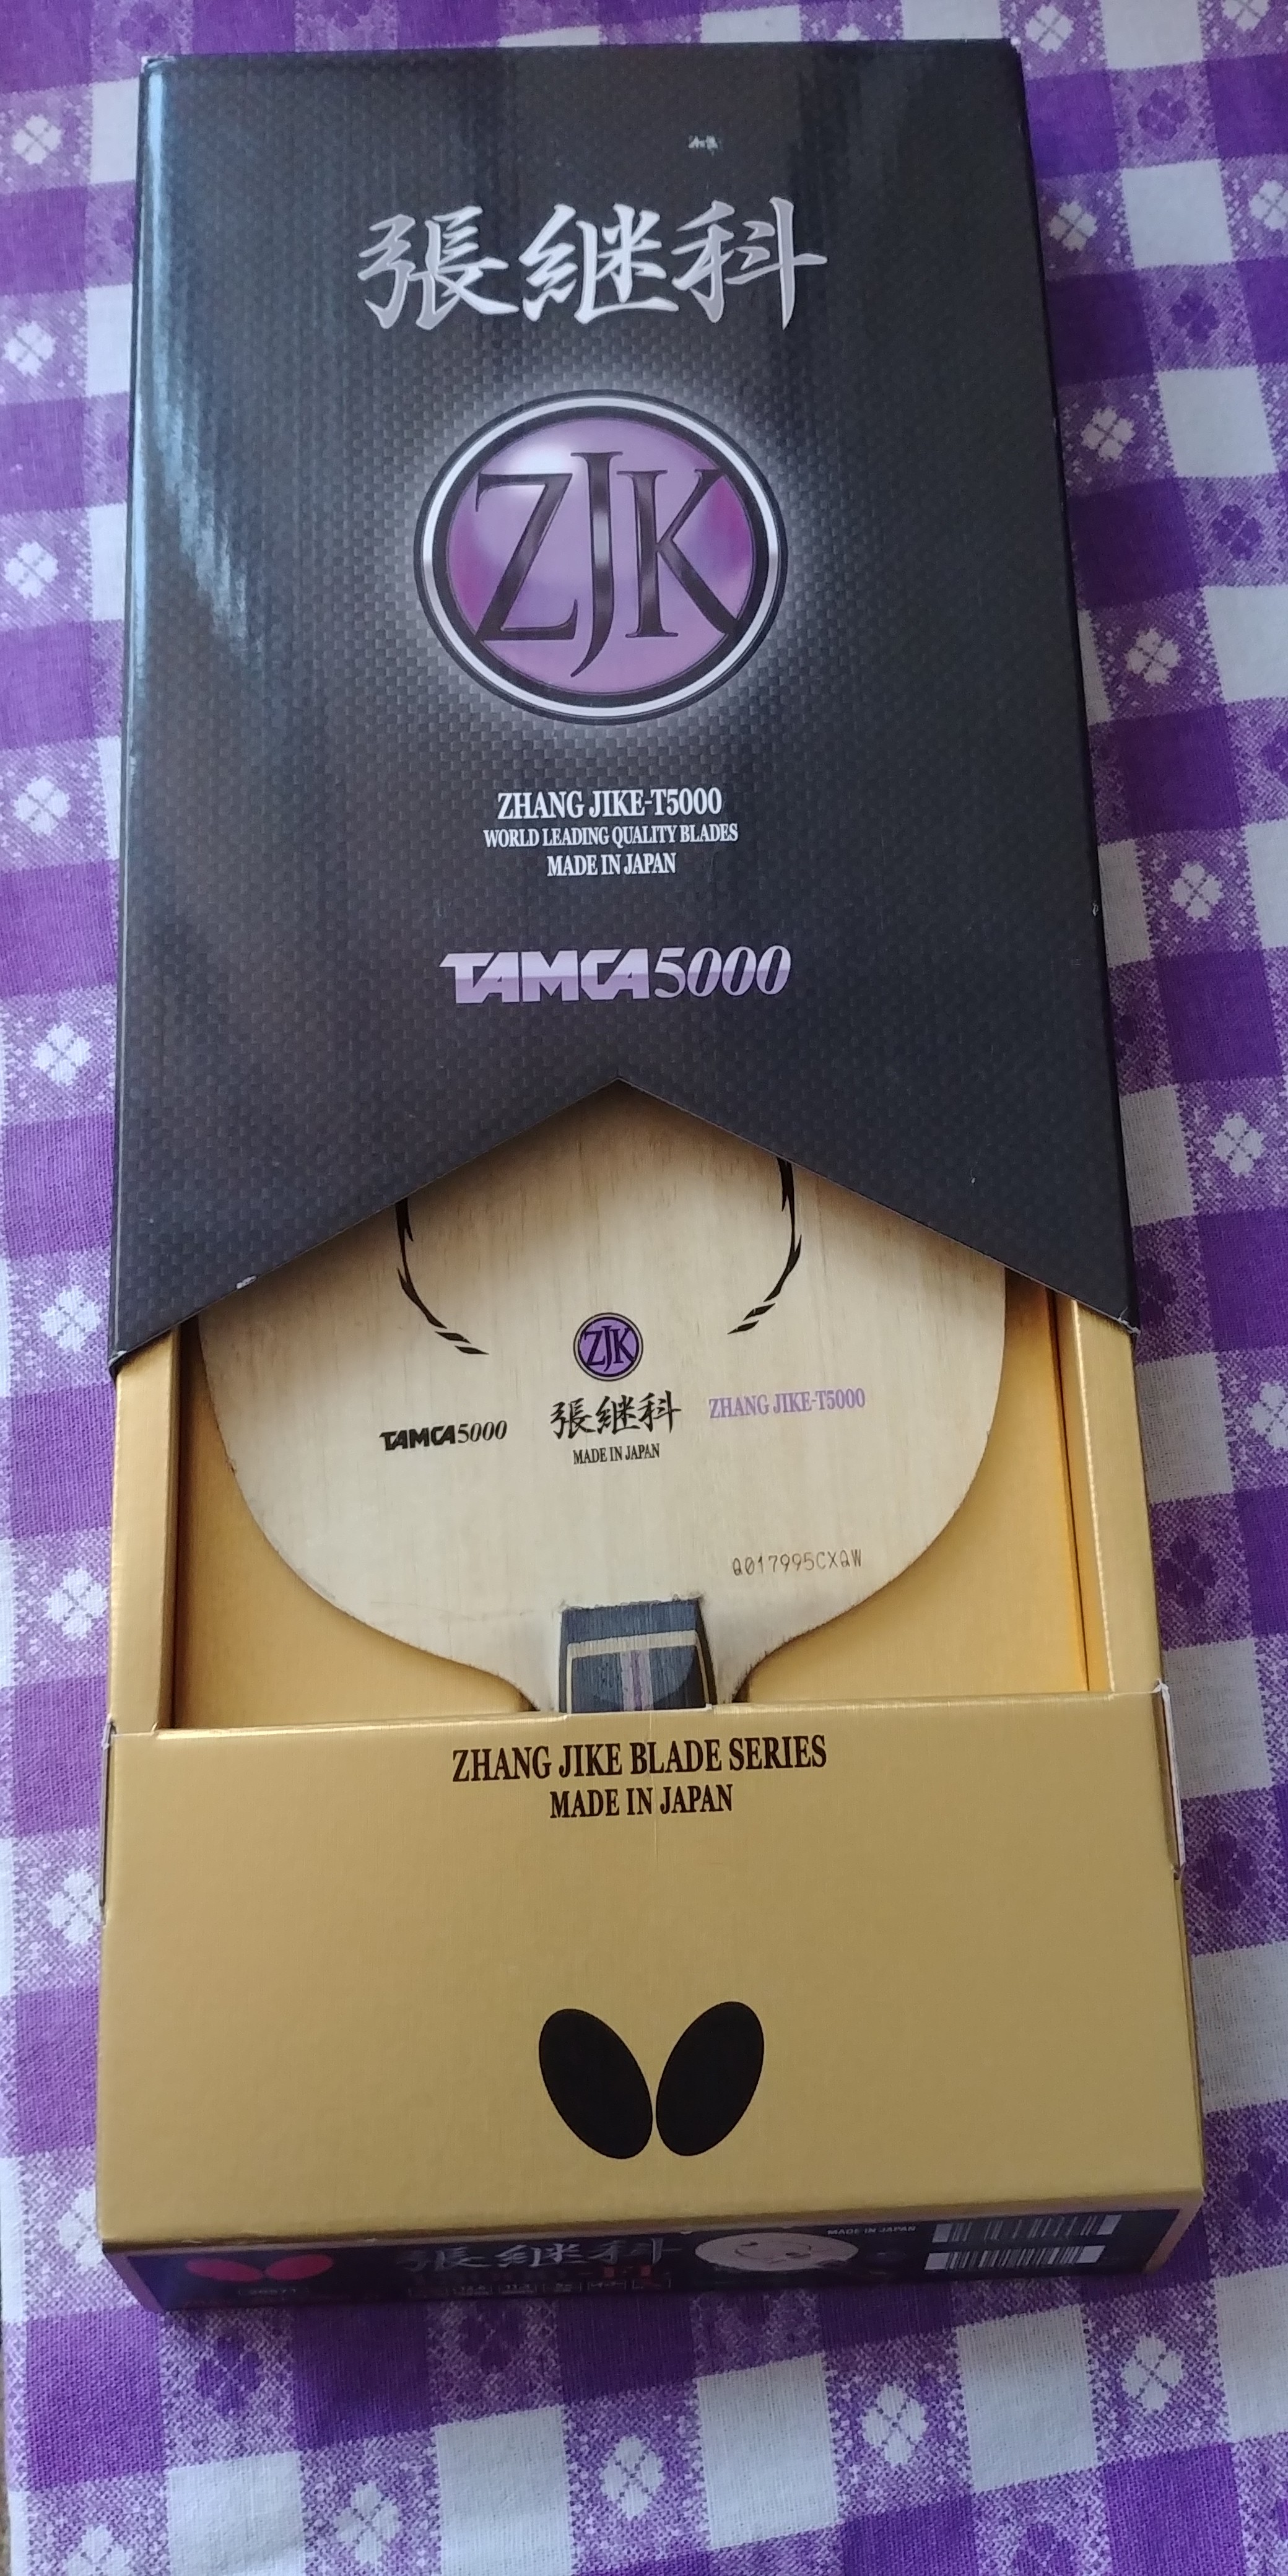 張継科
ZJK
ZHANG JIKE-T5000
WORLD LEADING QUALITY BLADES
MADE IN JAPAN
TAMCA5000
ZJK
TAMCA5000 張継科 ZHANG JIKE-T5000
MADE IN JAPAN
Q017995CXQW
ZHANG JIKE BLADE SERIES
MADE IN JAPAN
張継科
MADE IN JAPAN